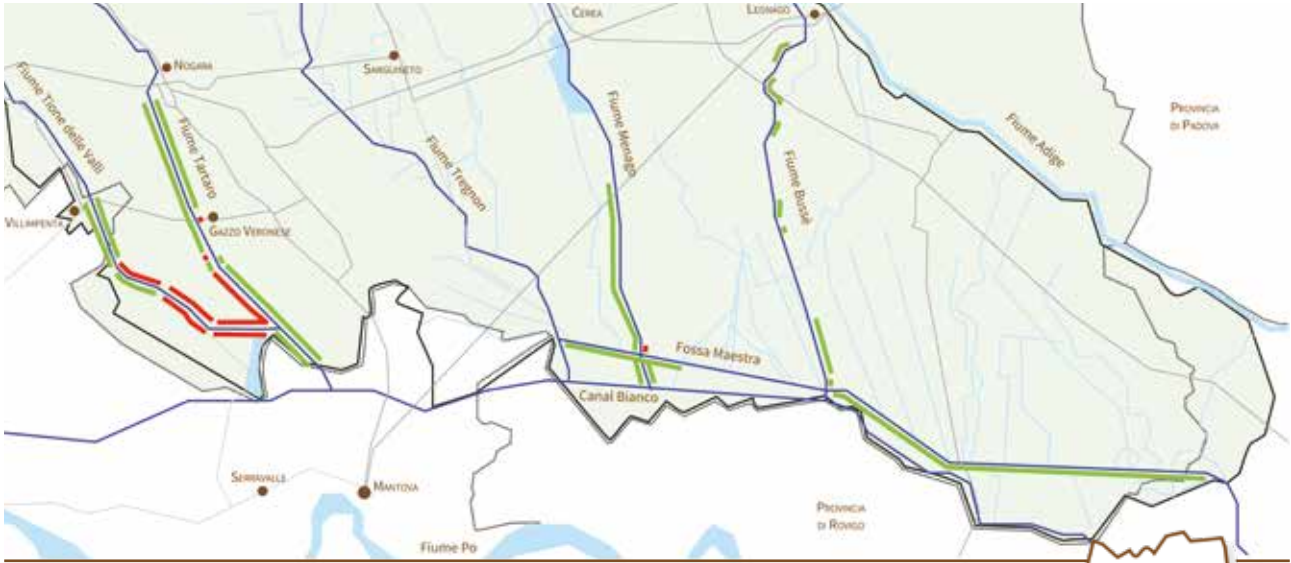 Legnago
Cerea
Nogara
Sanguineto
Fiume Tione delle Valli
Fiume Tartaro
Fiume Menago
Provincia
di Padova
Fiume Adige
Fiume Tregnon
Fiume Bussè
Villimpenta
Gazzo Veronese
Fossa Maestra
Canal Bianco
Serravalle
Mantova
Provincia
di Rovigo
Fiume Po